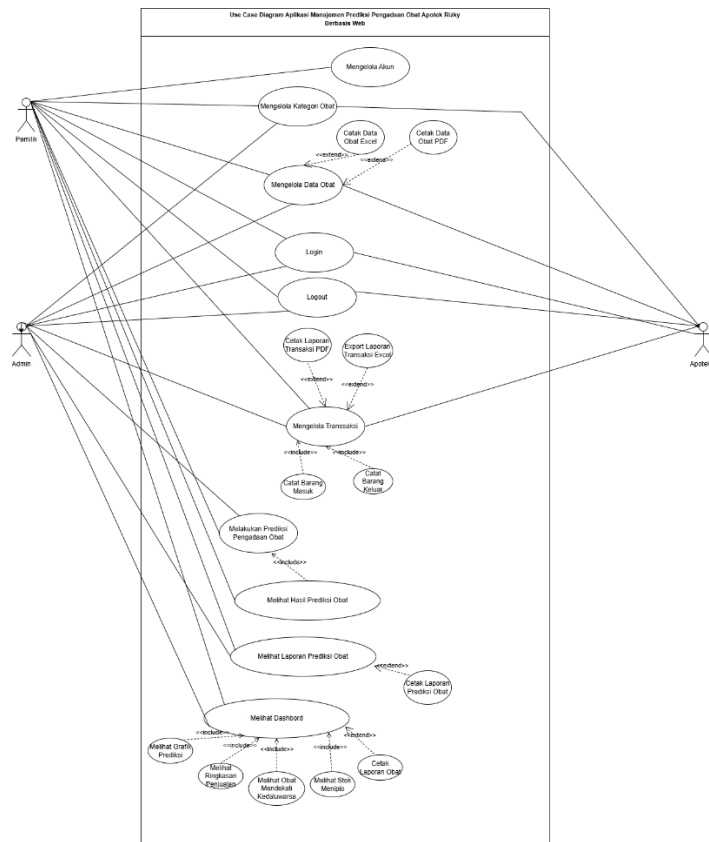 Use Case Diagram Aplikasi Manajemen Prediksi Pengadaan Obat Apotek Rizky
Berbasis Web
Mengelola Akun
Mengelola Kategori Obat
Pemilik
Cetak Data
Obat Excel
Cetak Data
Obat PDF
<<extend>>
<<extend>>
Mengelola Data Obat
Login
Logout
Admin
Apotek
Cetak Laporan
Transaksi PDF
Export Laporan
Transaksi Excel
<<extend>>
<<extend>>
Mengelola Transsaksi
<<include>>
<<include>>
Catat Barang
Masuk
Catat
Barang
Keluar
Melakukan Prediksi
Pengadaan Obat
<<include>>
Melihat Hasil Prediksi Obat
Melihat Laporan Prediksi Obat
<<extend>>
Cetak Laporan
Prediksi Obat
Melihat Dashbord
<<include>>
<<include>>
<<include>>
<<include>>
<<extend>>
Melihat Grafik
Prediksi
Melihat
Ringkasan
Penjualan
Melihat Obat
Mendekati
Kedaluwarsa
Melihat Stok
Menipis
Cetak
Laporan Obat